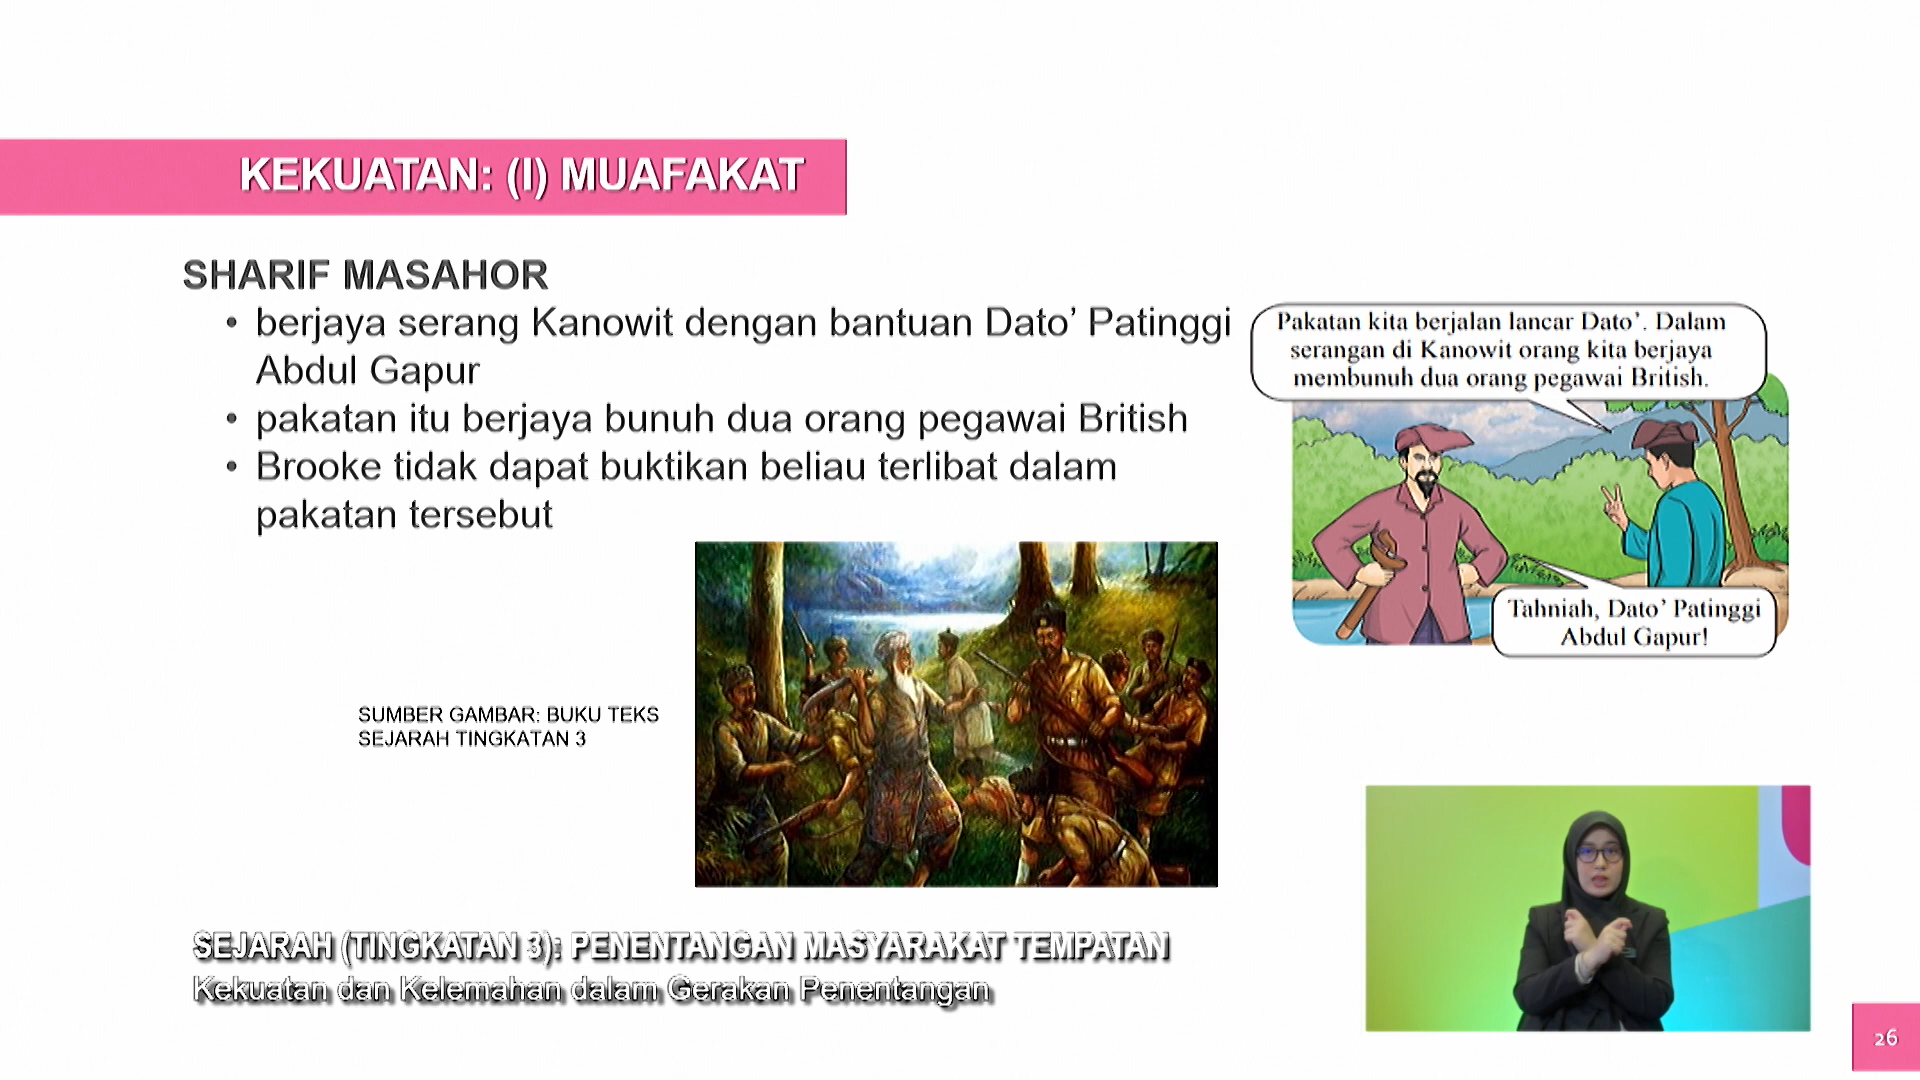 KEKUATAN: (I) MUAFAKAT
SHARIF MASAHOR
• berjaya serang Kanowit dengan bantuan Dato’ Patinggi
Abdul Gapur
• pakatan itu berjaya bunuh dua orang pegawai British
• Brooke tidak dapat buktikan beliau terlibat dalam
pakatan tersebut
Pakatan kita berjalan lancar Dato’. Dalam
serangan di Kanowit orang kita berjaya
membunuh dua orang pegawai British.
Tahniah, Dato’ Patinggi
Abdul Gapur!
SUMBER GAMBAR: BUKU TEKS
SEJARAH TINGKATAN 3
SEJARAH (TINGKATAN 3): PENENTANGAN MASYARAKAT TEMPATAN
Kekuatan dan Kelemahan dalam Gerakan Penentangan
26